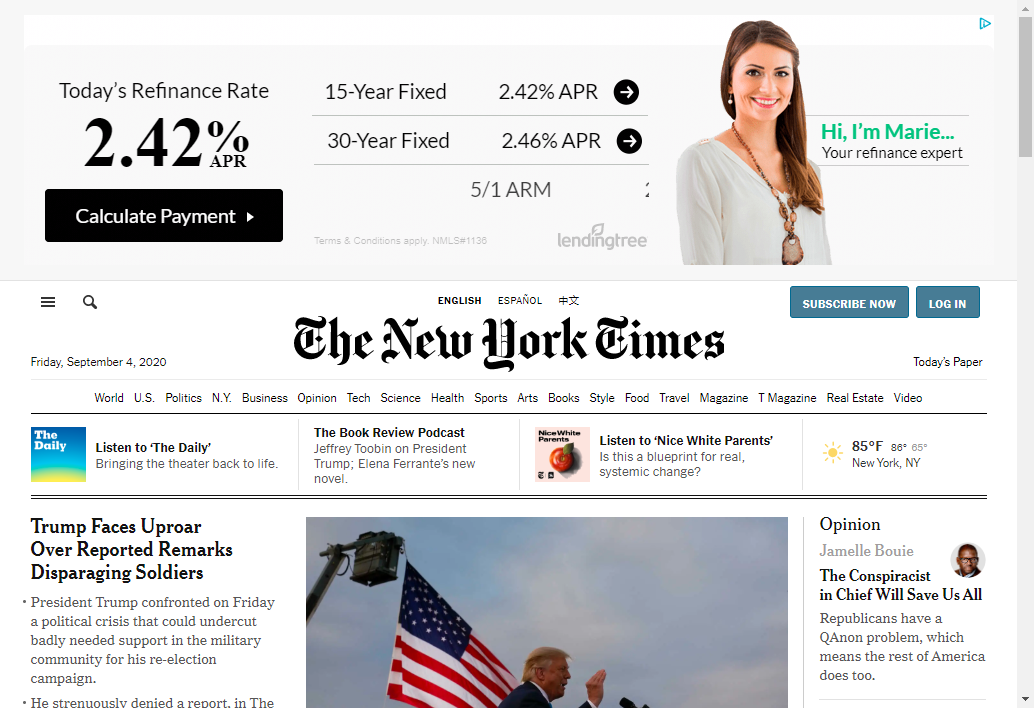 Today's Refinance Rate
2.42% APR
Calculate Payment
15-Year Fixed 2.42% APR
30-Year Fixed 2.46% APR
5/1 ARM
Terms & Conditions apply. NMLS#1136
lendingtree
Hi, I'm Marie...
Your refinance expert
ENGLISH ESPAÑOL 中文
SUBSCRIBE NOW LOG IN
The New York Times
Friday, September 4, 2020
Today's Paper
World U.S. Politics N.Y. Business Opinion Tech Science Health Sports Arts Books Style Food Travel Magazine T Magazine Real Estate Video
The
Daily
Listen to ‘The Daily’
Bringing the theater back to life.
The Book Review Podcast
Jeffrey Toobin on President
Trump; Elena Ferrante's new
novel.
Nice White
Parents
Listen to ‘Nice White Parents’
Is this a blueprint for real,
systemic change?
85°F 86° 65°
New York, NY
Trump Faces Uproar
Over Reported Remarks
Disparaging Soldiers
• President Trump confronted on Friday
a political crisis that could undercut
badly needed support in the military
community for his re-election
campaign.
• He strenuously denied a report, in The
Opinion
Jamelle Bouie
The Conspiracist
in Chief Will Save Us All
Republicans have a
QAnon problem, which
means the rest of America
does too.